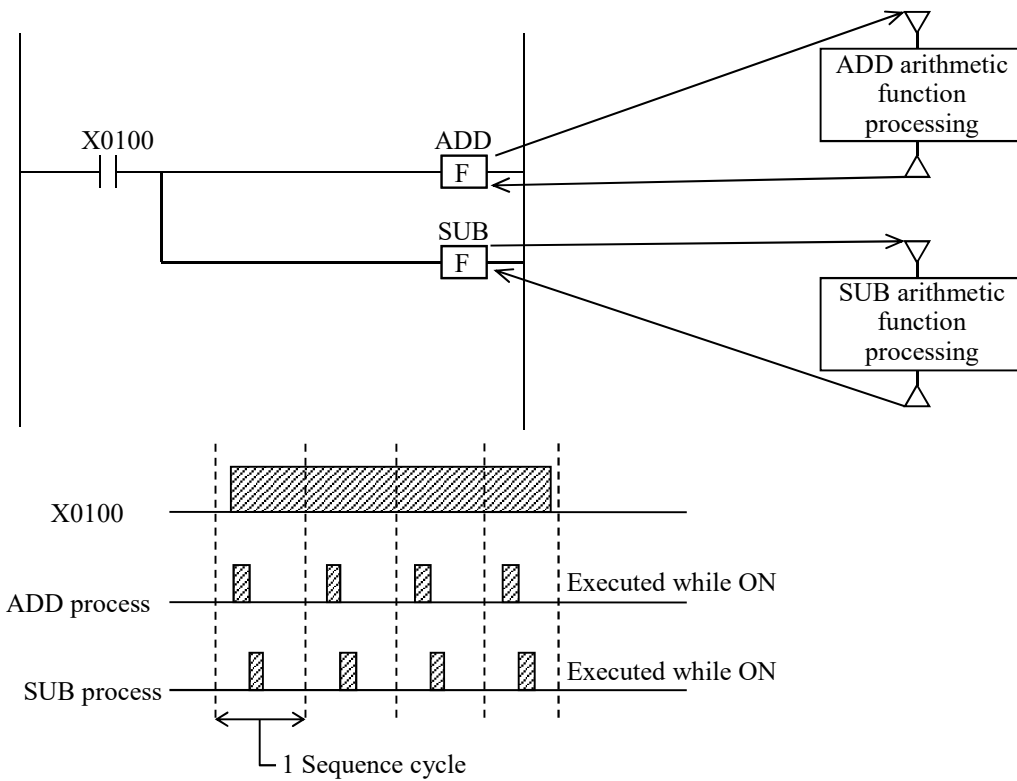 ADD arithmetic
function
processing
X0100
ADD
F
SUB
F
SUB arithmetic
function
processing
X0100
ADD process
Executed while ON
SUB process
Executed while ON
1 Sequence cycle